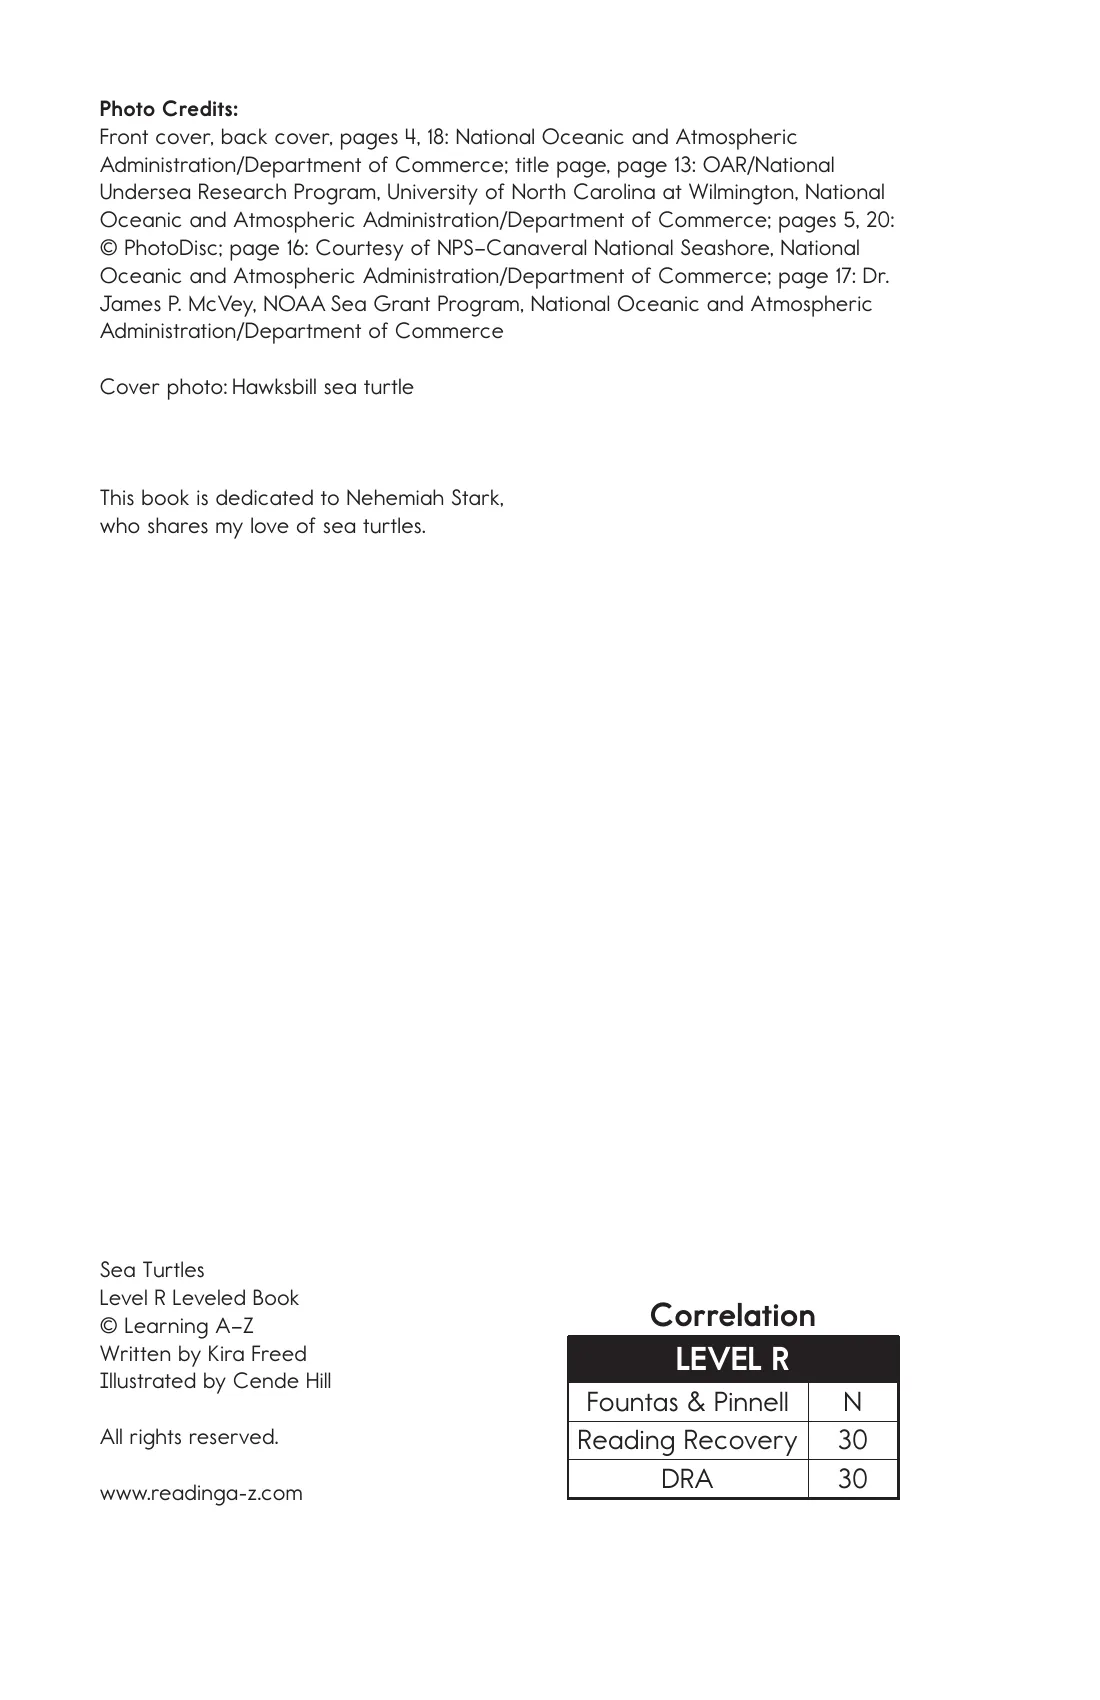 Photo Credits:
Front cover, back cover, pages 4, 18: National Oceanic and Atmospheric
Administration/Department of Commerce; title page, page 13: OAR/National
Undersea Research Program, University of North Carolina at Wilmington, National
Oceanic and Atmospheric Administration/Department of Commerce; pages 5, 20:
© PhotoDisc; page 16: Courtesy of NPS–Canaveral National Seashore, National
Oceanic and Atmospheric Administration/Department of Commerce; page 17: Dr.
James P. McVey, NOAA Sea Grant Program, National Oceanic and Atmospheric
Administration/Department of Commerce
Cover photo: Hawksbill sea turtle
This book is dedicated to Nehemiah Stark,
who shares my love of sea turtles.
Sea Turtles
Level R Leveled Book
© Learning A–Z
Written by Kira Freed
Illustrated by Cende Hill
All rights reserved.
www.readinga-z.com
Correlation
LEVEL R
Fountas & Pinnell N
Reading Recovery 30
DRA 30